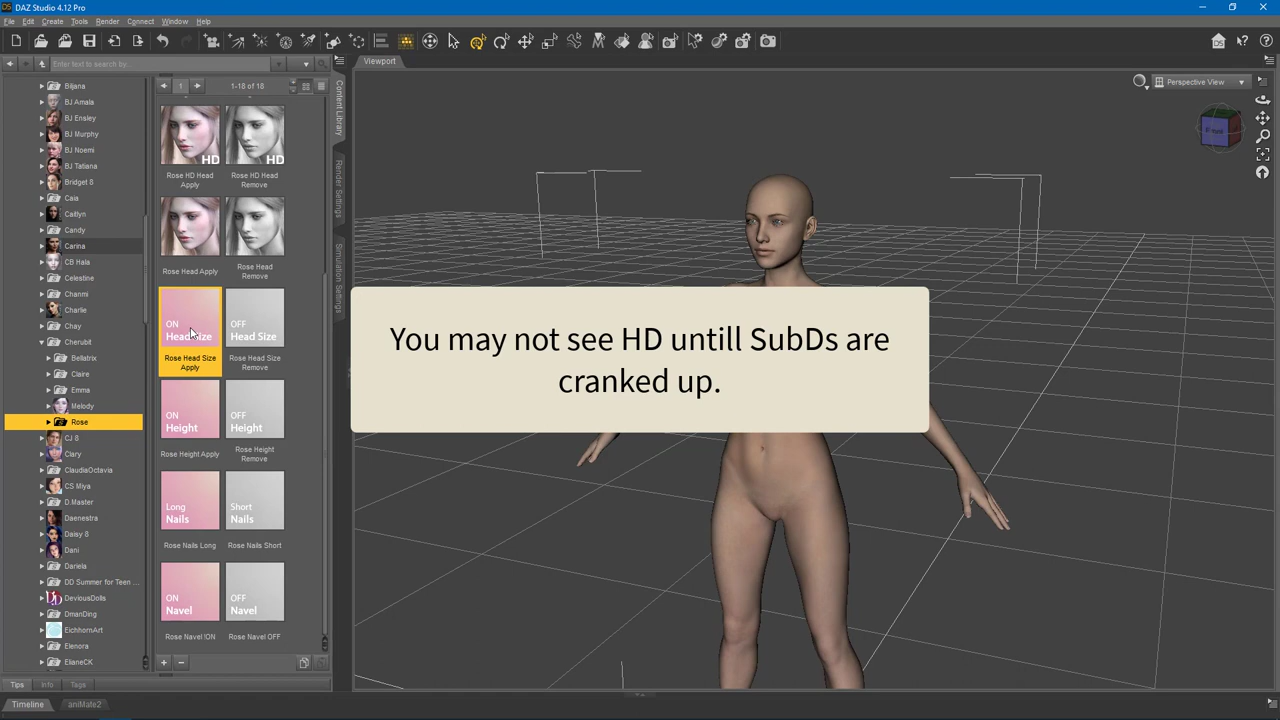 DAZ Studio 4.12 Pro
File Edit Create Tools Render Connect Window Help
Enter text to search by...
Viewport
Perspective View
1
1-18 of 18
Biljana
BJ Amala
BJ Ensley
BJ Murphy
BJ Noemi
BJ Tatiana
Bridget 8
Caia
Caitlyn
Candy
Carina
CB Hala
Celestine
Chanmi
Charlie
Chay
Cherubit
Bellatrix
Claire
Emma
Melody
Rose
CJ 8
Clary
ClaudiaOctavia
CS Miya
D.Master
Daenestra
Daisy 8
Dani
Dariela
DD Summer for Teen ...
DeviousDolls
DmanDing
EichhornArt
Elenora
ElianeCK
HD HD
Rose HD Head Apply
Rose HD Head Remove
Rose Head Apply
Rose Head Remove
ON Head Size
OFF Head Size
Rose Head Size Apply
Rose Head Size Remove
ON Height
OFF Height
Rose Height Apply
Rose Height Remove
Long Nails
Short Nails
Rose Nails Long
Rose Nails Short
ON Navel
OFF Navel
Rose Navel !ON
Rose Navel OFF
Content Library
Render Settings
Simulation Settings
You may not see HD untill SubDs are
cranked up.
Tips Info Tags
Timeline aniMate2